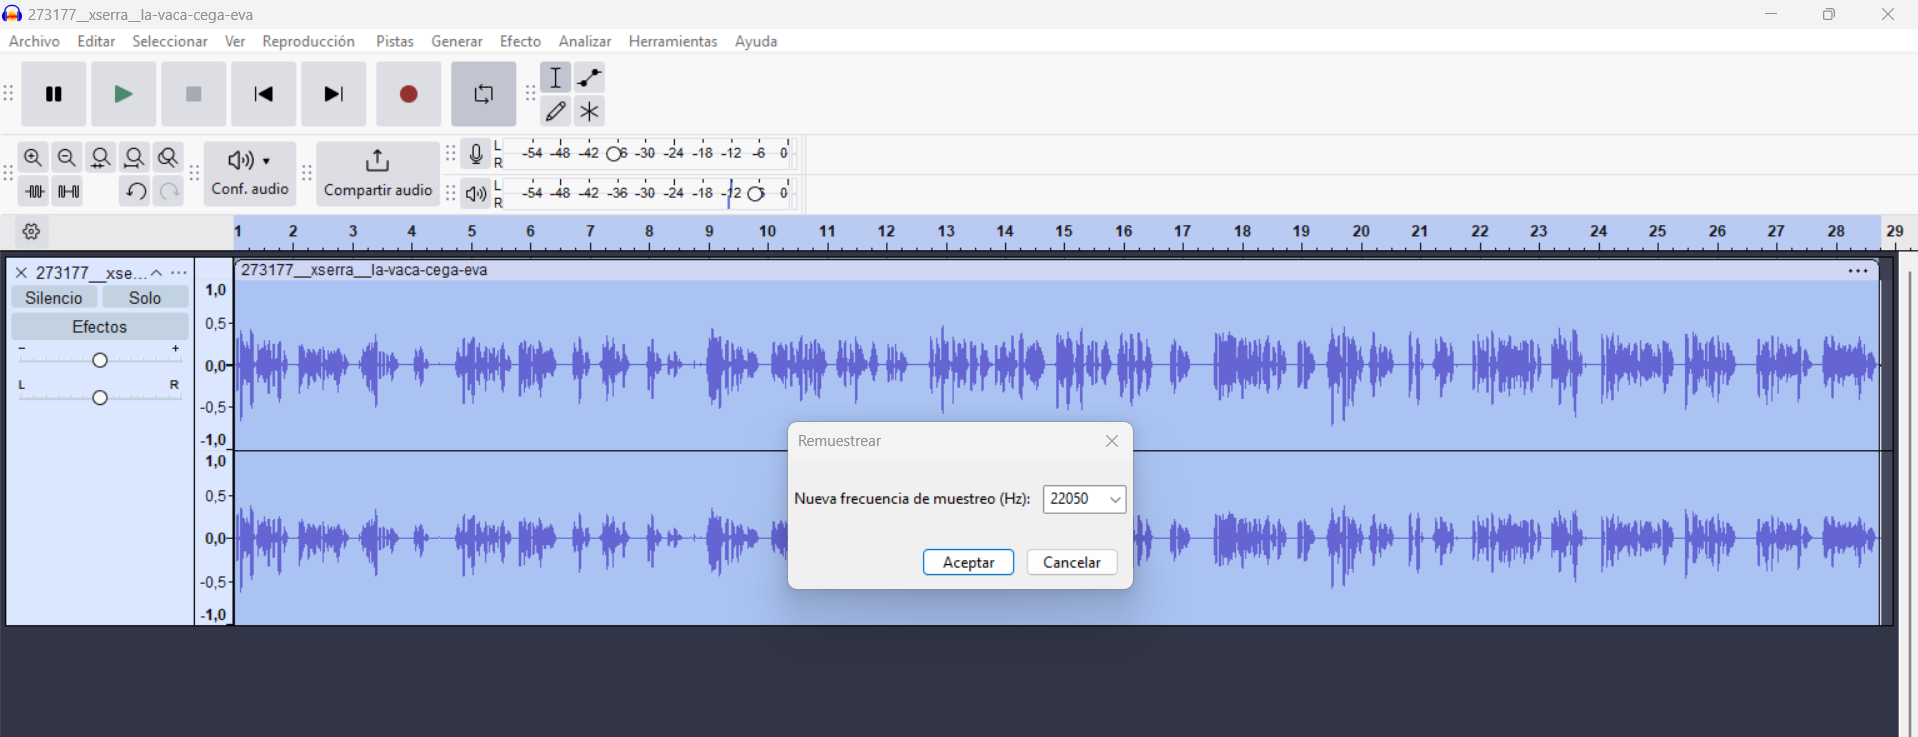 273177__xserra__la-vaca-cega-eva
Archivo Editar Seleccionar Ver Reproducción Pistas Generar Efecto Analizar Herramientas Ayuda
L
R
-54 -48 -42 -36 -30 -24 -18 -12 -6 0
Conf. audio
Compartir audio
L
R
-54 -48 -42 -36 -30 -24 -18 -12 0
1 2 3 4 5 6 7 8 9 10 11 12 13 14 15 16 17 18 19 20 21 22 23 24 25 26 27 28 29
273177__xse...
273177__xserra__la-vaca-cega-eva
Silencio Solo
Efectos
- +
L R
1,0
0,5
0,0
-0,5
-1,0
1,0
0,5
0,0
-0,5
-1,0
Remuestrear
Nueva frecuencia de muestreo (Hz): 22050
Aceptar Cancelar